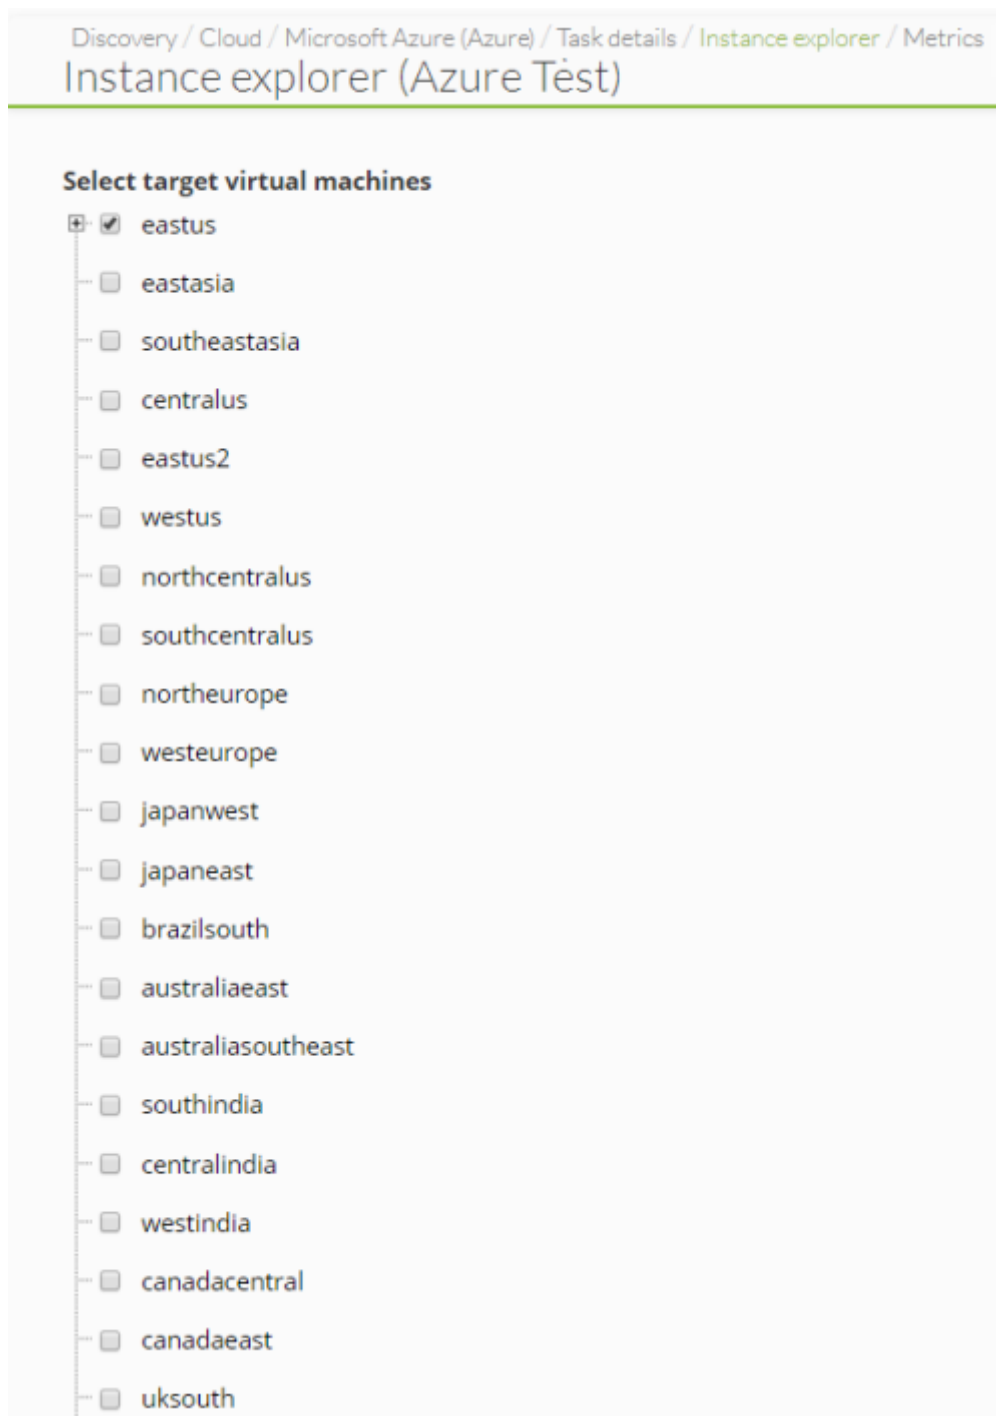 Discovery / Cloud / Microsoft Azure (Azure) / Task details / Instance explorer / Metrics
Instance explorer (Azure Test)
Select target virtual machines
eastus
eastasia
southeastasia
centralus
eastus2
westus
northcentralus
southcentralus
northeurope
westeurope
japanwest
japaneast
brazilsouth
australiaeast
australiasoutheast
southindia
centralindia
westindia
canadacentral
canadaeast
uksouth